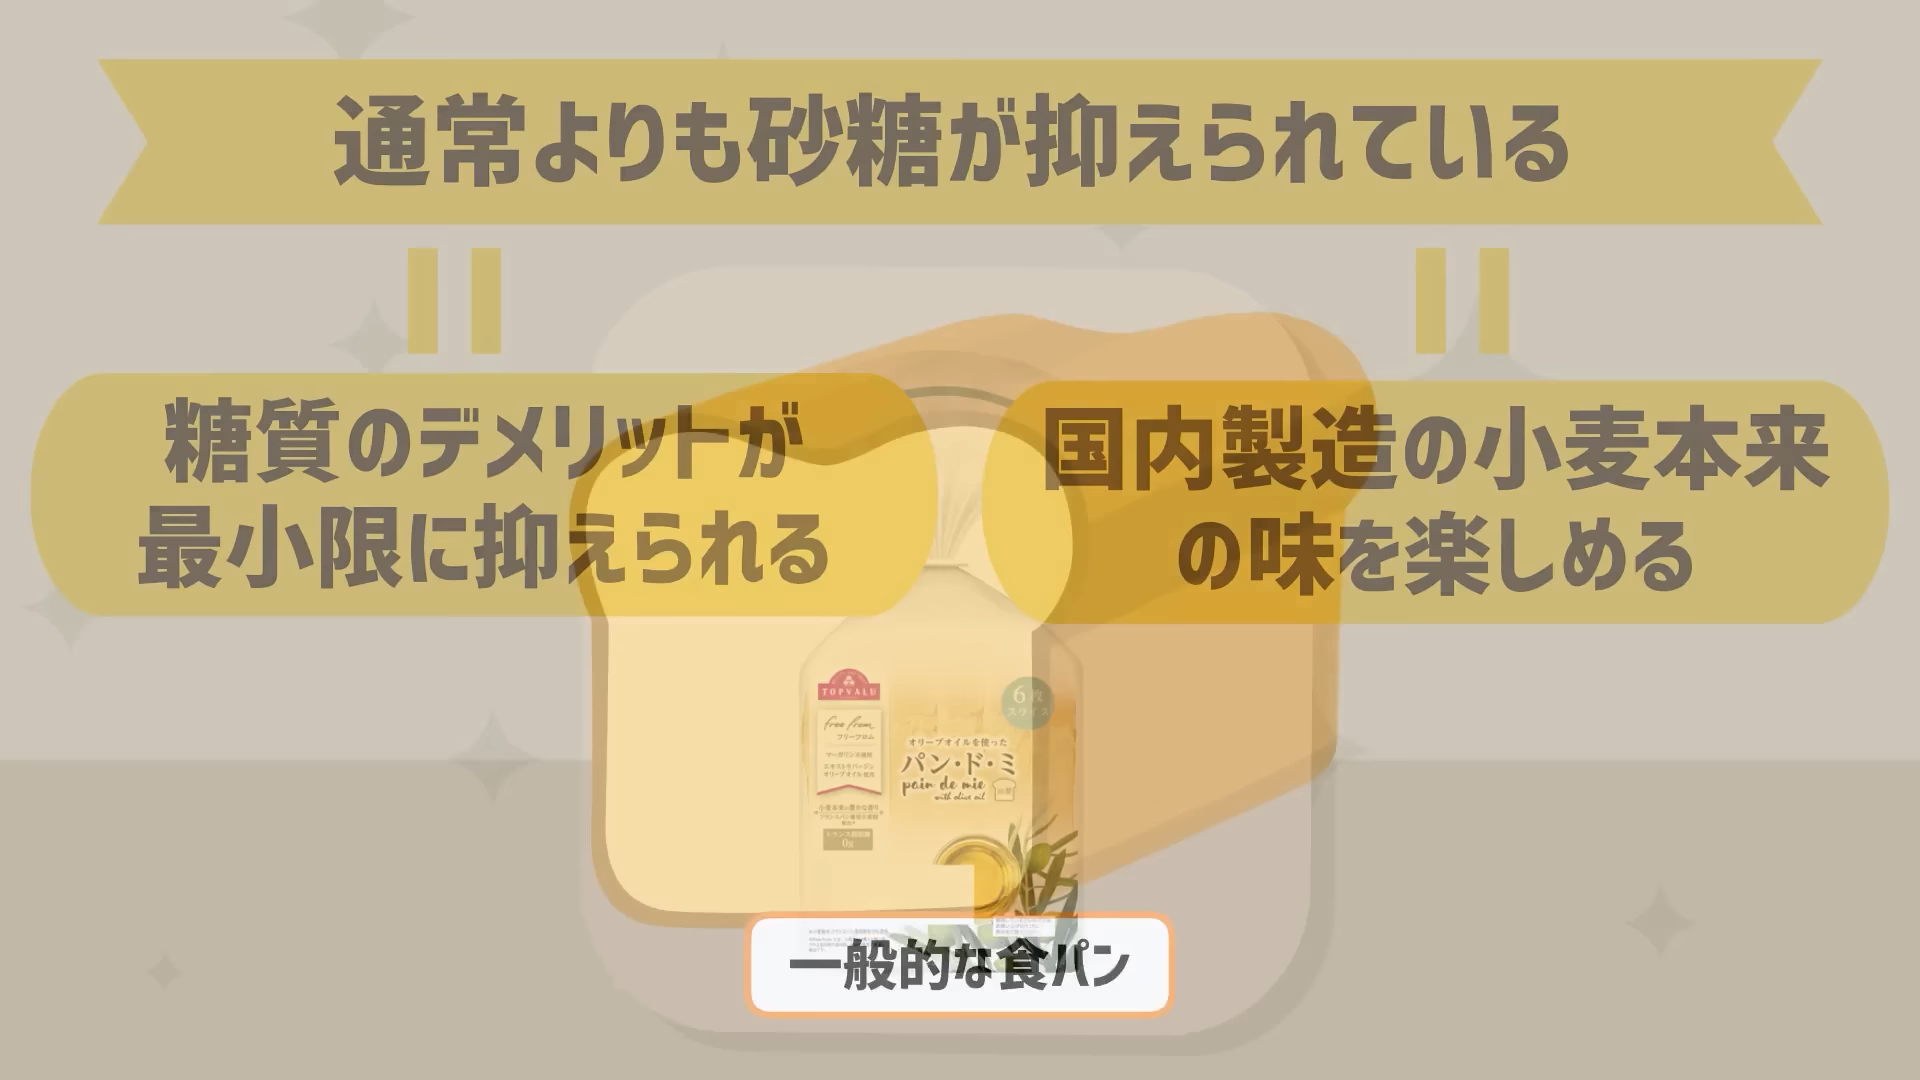 通常よりも砂糖が抑えられている
糖質のデメリットが
最小限に抑えられる
国内製造の小麦本来
の味を楽しめる
TOPVALU
free from
フリーフロム
マーガリン不使用
エキストラバージン
オリーブオイル使用
6枚
スライス
オリーブオイルを使った
パン・ド・ミ
pain de mie
with olive oil
山型
トランス脂肪酸
0g
一般的な食パン